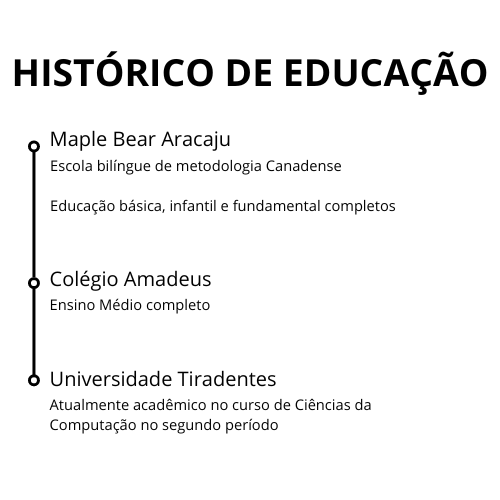 HISTÓRICO DE EDUCAÇÃO
Maple Bear Aracaju
Escola bilíngue de metodologia Canadense
Educação básica, infantil e fundamental completos
Colégio Amadeus
Ensino Médio completo
Universidade Tiradentes
Atualmente acadêmico no curso de Ciências da
Computação no segundo período